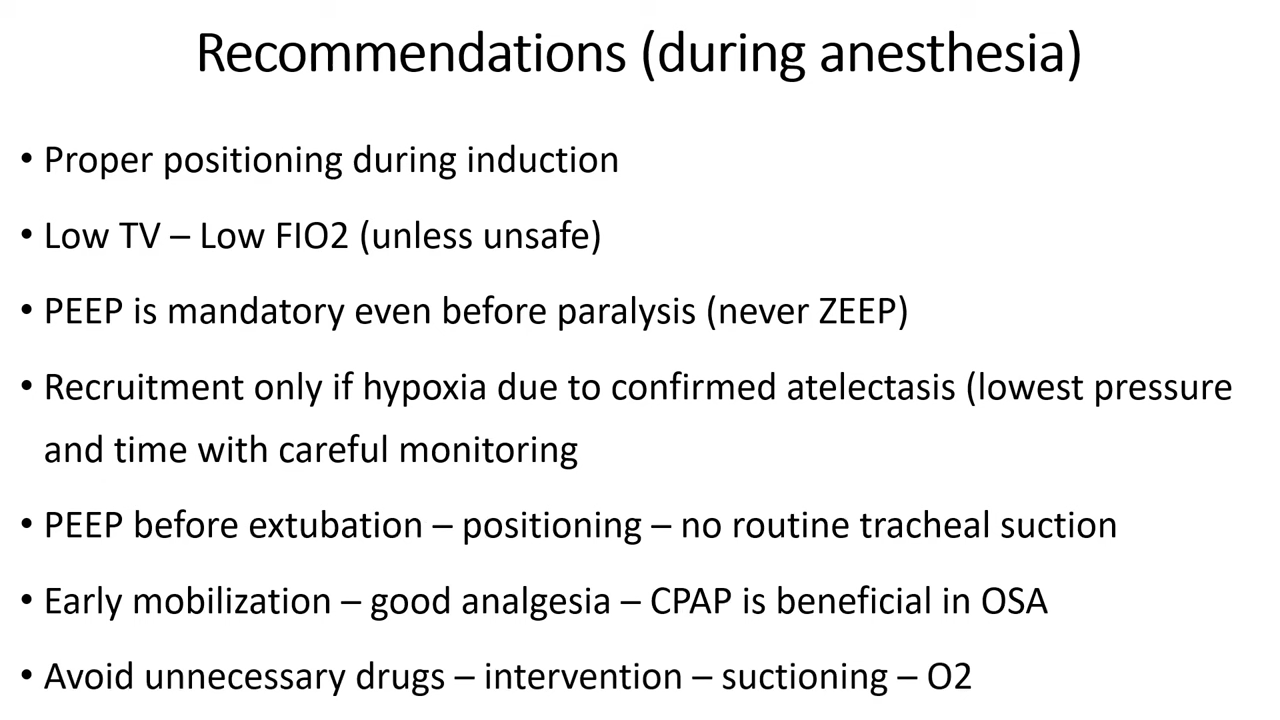 Recommendations (during anesthesia)
• Proper positioning during induction
• Low TV – Low FIO2 (unless unsafe)
• PEEP is mandatory even before paralysis (never ZEEP)
• Recruitment only if hypoxia due to confirmed atelectasis (lowest pressure
and time with careful monitoring
• PEEP before extubation – positioning – no routine tracheal suction
• Early mobilization – good analgesia – CPAP is beneficial in OSA
• Avoid unnecessary drugs – intervention – suctioning – O2